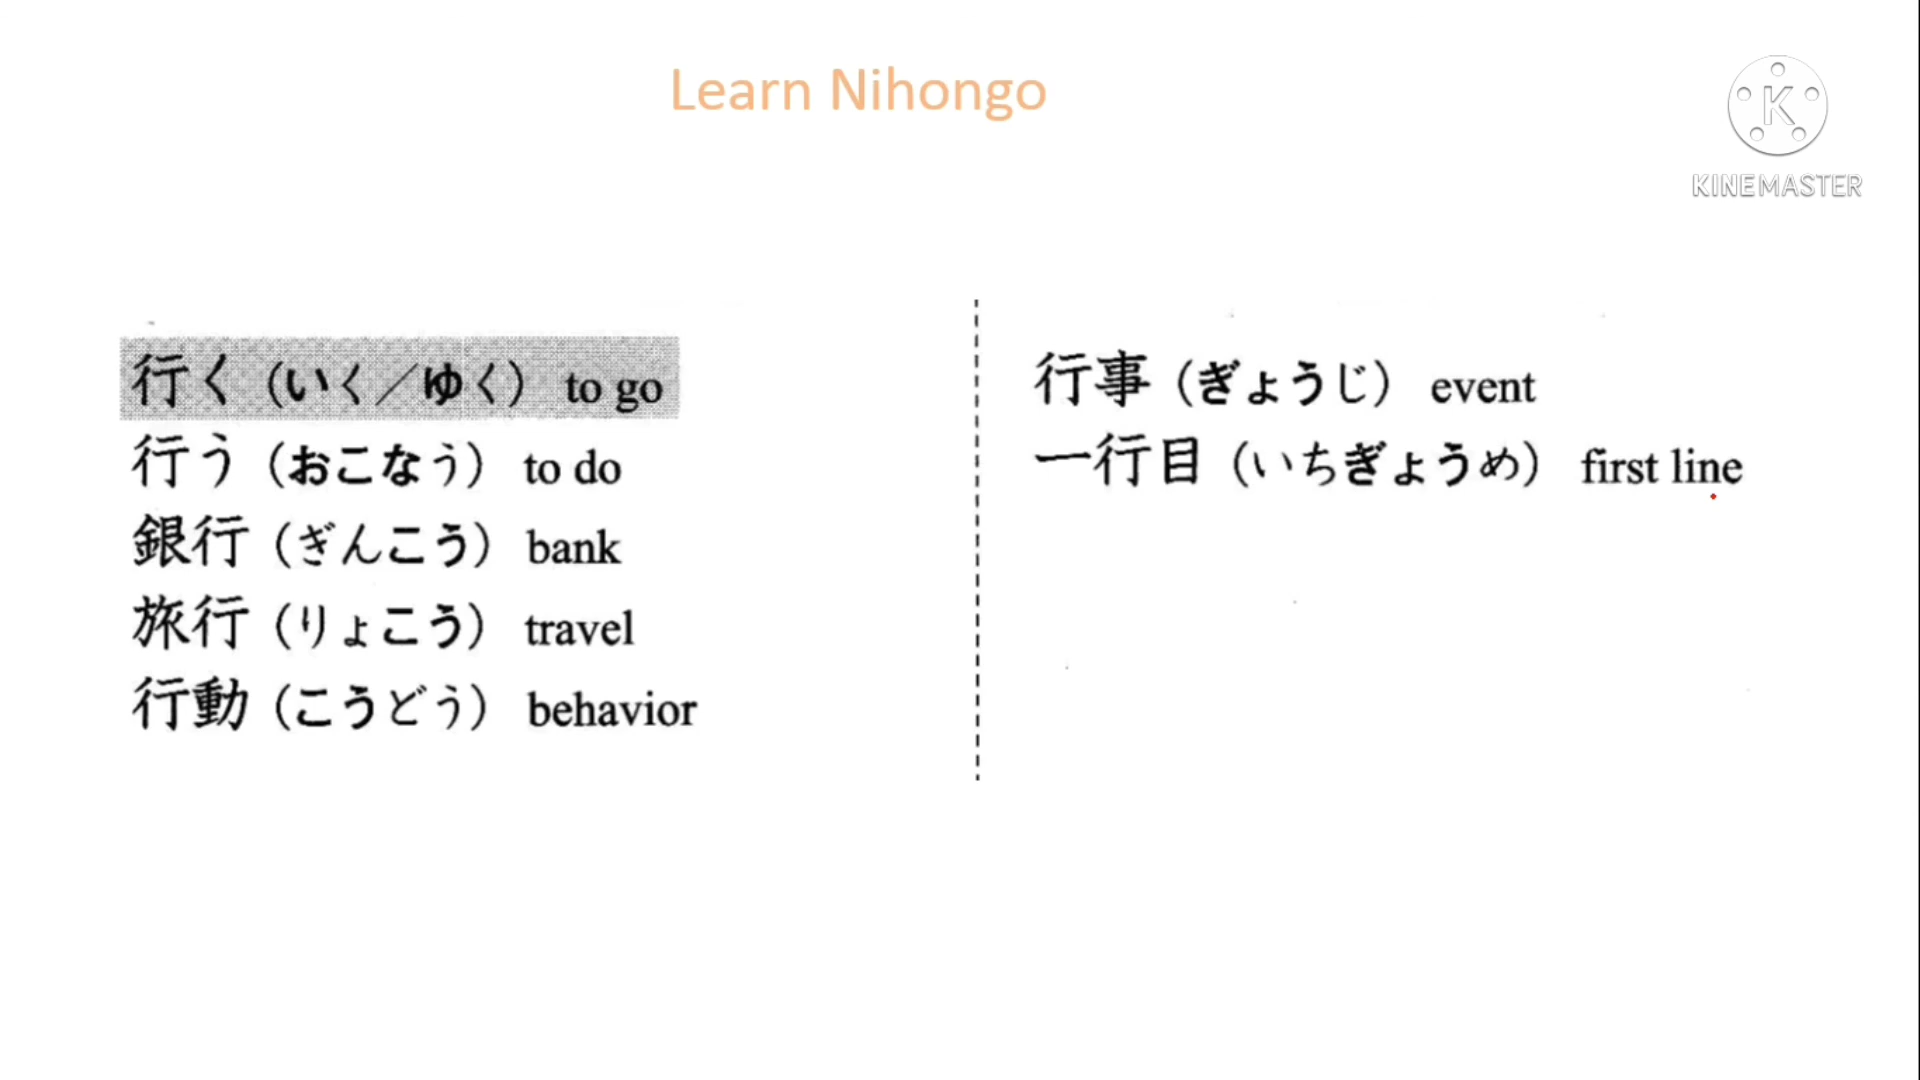 Learn Nihongo
K
KINEMASTER
行く（いく／ゆく） to go
行う（おこなう） to do
銀行（ぎんこう） bank
旅行（りょこう） travel
行動（こうどう） behavior
行事（ぎょうじ） event
一行目（いちぎょうめ） first line